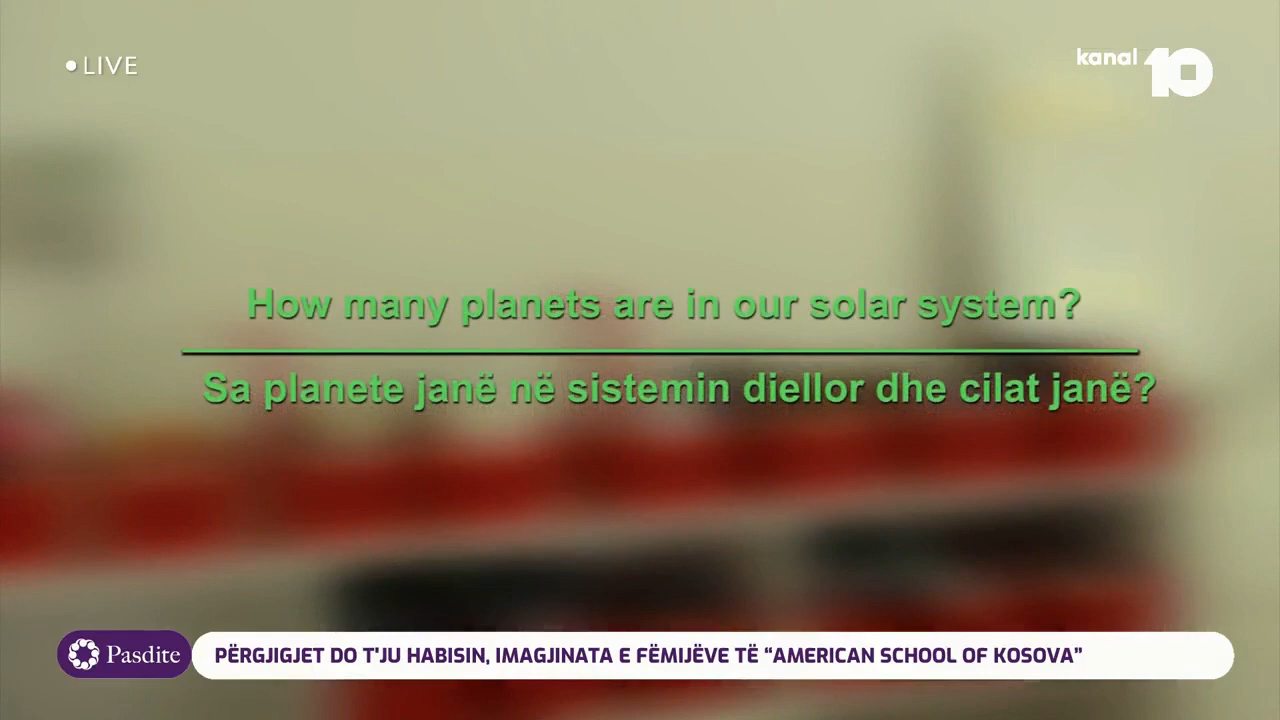 LIVE
kanal 10
How many planets are in our solar system?
Sa planete janë në sistemin diellor dhe cilat janë?
Pasdite
PËRGJIGJET DO T'JU HABISIN, IMAGJINATA E FËMIJËVE TË “AMERICAN SCHOOL OF KOSOVA”